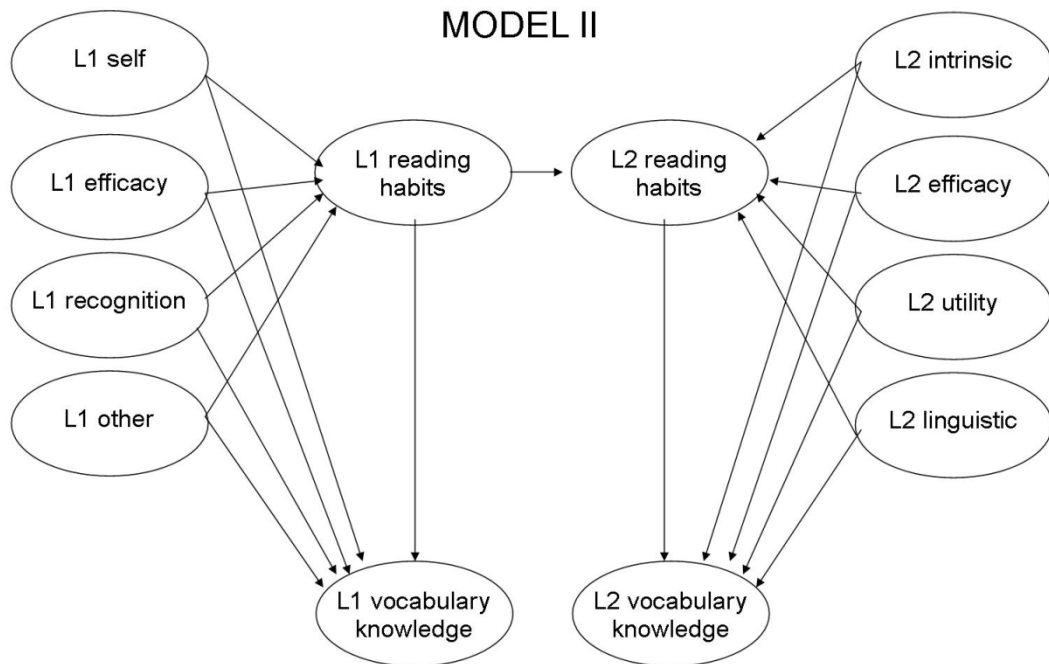 MODEL II
L1 self
L2 intrinsic
L1 reading
habits
L2 reading
habits
L1 efficacy
L2 efficacy
L1 recognition
L2 utility
L1 other
L2 linguistic
L1 vocabulary
knowledge
L2 vocabulary
knowledge